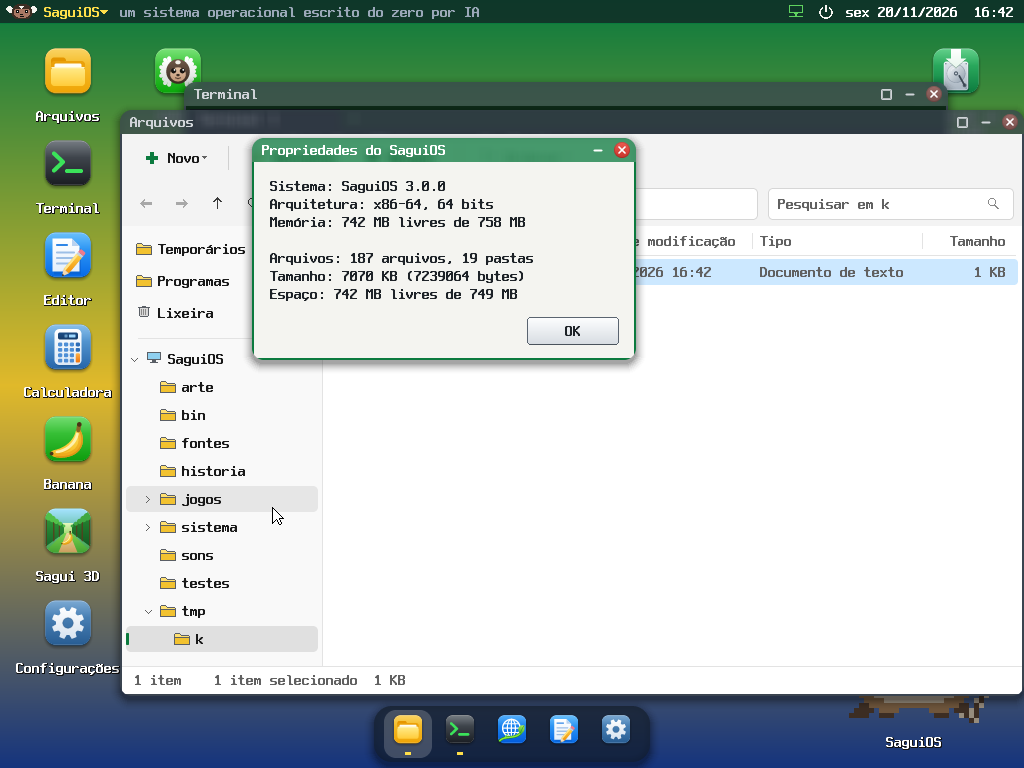 SaguiOS▾ um sistema operacional escrito do zero por IA
sex 20/11/2026 16:42
Arquivos
Terminal
Editor
Calculadora
Banana
Sagui 3D
Configurações
Terminal
Arquivos
Novo
Pesquisar em k
modificação
Tipo
Tamanho
2026 16:42
Documento de texto
1 KB
Temporários
Programas
Lixeira
SaguiOS
arte
bin
fontes
historia
jogos
sistema
sons
testes
tmp
k
1 item
1 item selecionado
1 KB
Propriedades do SaguiOS
Sistema: SaguiOS 3.0.0
Arquitetura: x86-64, 64 bits
Memória: 742 MB livres de 758 MB
Arquivos: 187 arquivos, 19 pastas
Tamanho: 7070 KB (7239064 bytes)
Espaço: 742 MB livres de 749 MB
OK
SaguiOS